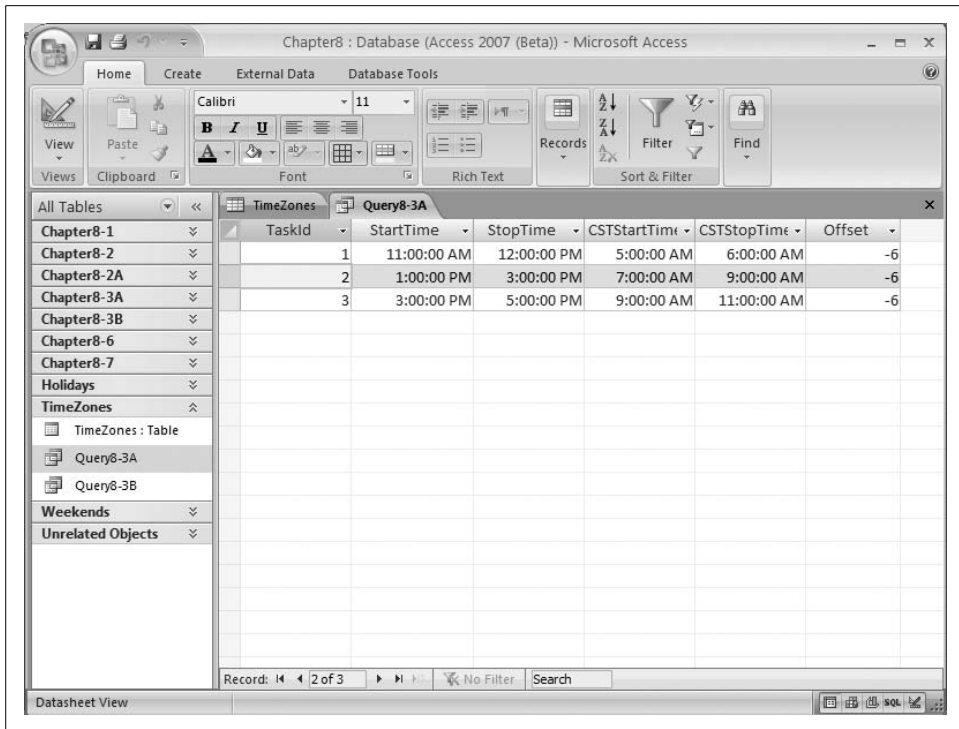 Chapter8 : Database (Access 2007 (Beta)) - Microsoft Access
Home Create External Data Database Tools
View
Views
Paste
Clipboard
Calibri 11
B I U
A
ab
Font
Rich Text
Records
A Z
Z A
Filter
Sort & Filter
Find
All Tables
Chapter8-1
Chapter8-2
Chapter8-2A
Chapter8-3A
Chapter8-3B
Chapter8-6
Chapter8-7
Holidays
TimeZones
TimeZones : Table
Query8-3A
Query8-3B
Weekends
Unrelated Objects
TimeZones Query8-3A
TaskId StartTime StopTime CSTStartTime CSTStopTime Offset
1 11:00:00 AM 12:00:00 PM 5:00:00 AM 6:00:00 AM -6
2 1:00:00 PM 3:00:00 PM 7:00:00 AM 9:00:00 AM -6
3 3:00:00 PM 5:00:00 PM 9:00:00 AM 11:00:00 AM -6
Record: 2 of 3 No Filter Search
Datasheet View SQL